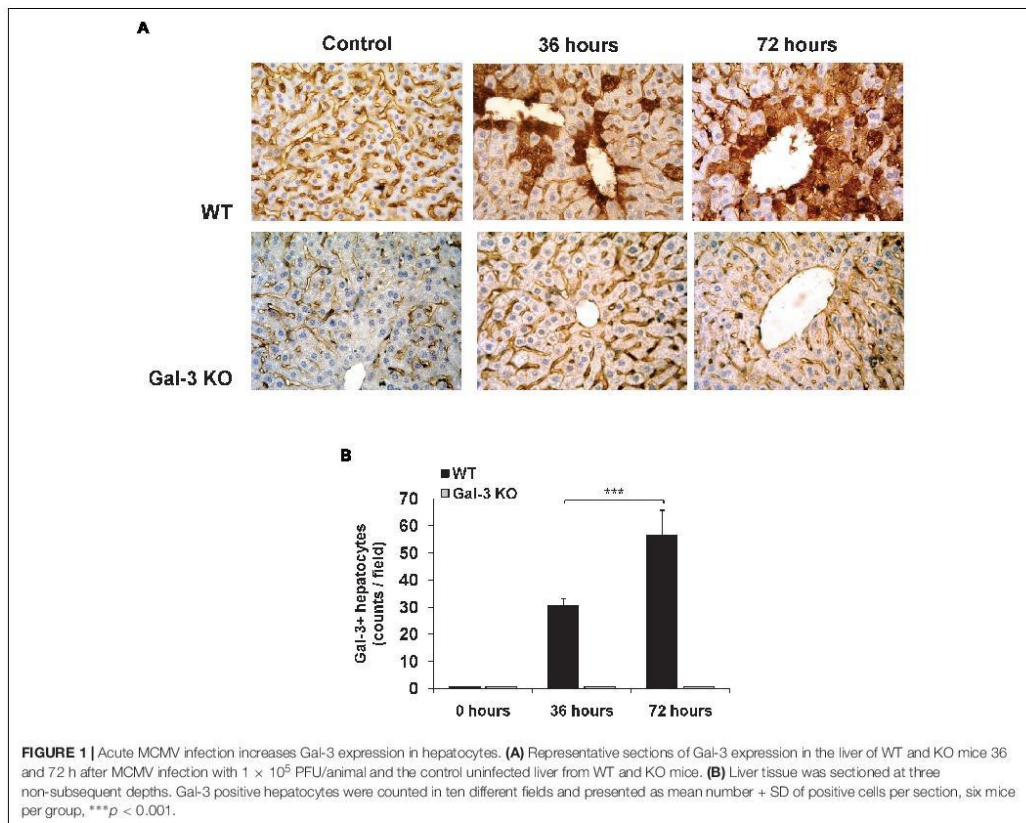 A
Control 36 hours 72 hours
WT
Gal-3 KO
B
WT
Gal-3 KO
***
Gal-3+ hepatocytes
(counts / field)
70
60
50
40
30
20
10
0
0 hours 36 hours 72 hours
FIGURE 1 | Acute MCMV infection increases Gal-3 expression in hepatocytes. (A) Representative sections of Gal-3 expression in the liver of WT and KO mice 36
and 72 h after MCMV infection with 1 × 10⁵ PFU/animal and the control uninfected liver from WT and KO mice. (B) Liver tissue was sectioned at three
non-subsequent depths. Gal-3 positive hepatocytes were counted in ten different fields and presented as mean number + SD of positive cells per section, six mice
per group, ***p < 0.001.